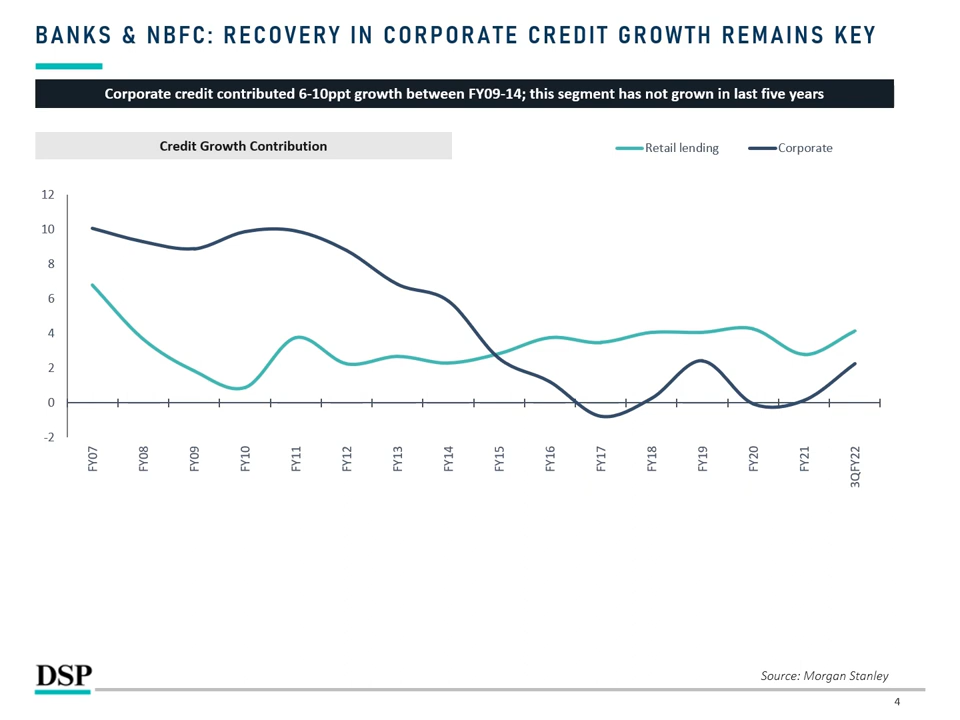 BANKS & NBFC: RECOVERY IN CORPORATE CREDIT GROWTH REMAINS KEY
Corporate credit contributed 6-10ppt growth between FY09-14; this segment has not grown in last five years
Credit Growth Contribution
Retail lending
Corporate
12
10
8
6
4
2
0
-2
FY07
FY08
FY09
FY10
FY11
FY12
FY13
FY14
FY15
FY16
FY17
FY18
FY19
FY20
FY21
3QFY22
DSP
Source: Morgan Stanley
4